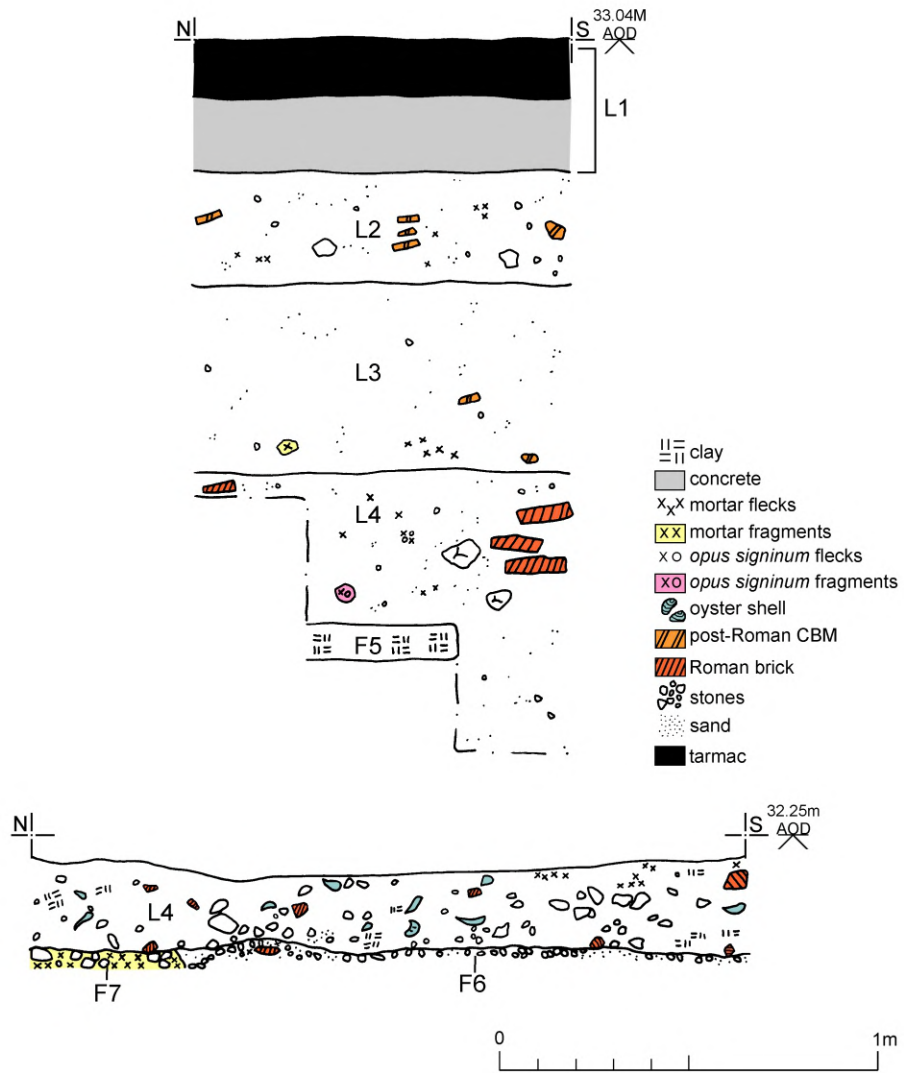 N
S
33.04M
AOD
L1
L2
L3
L4
F5
clay
concrete
mortar flecks
mortar fragments
opus signinum flecks
opus signinum fragments
oyster shell
post-Roman CBM
Roman brick
stones
sand
tarmac
N
S
32.25m
AOD
L4
F7
F6
0
1m